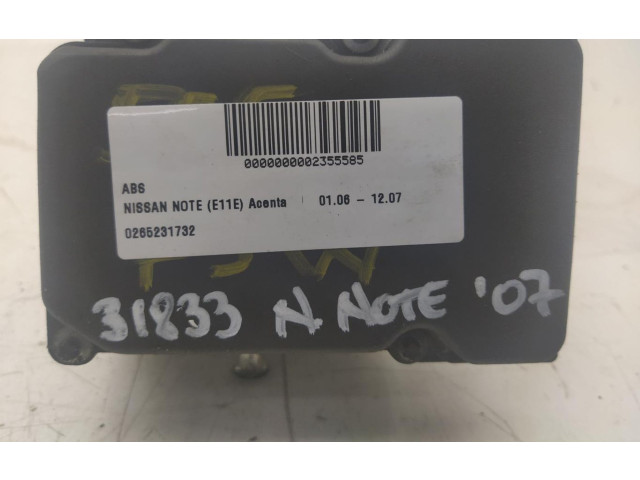 0000000002355585
ABS
NISSAN NOTE (E11E) Acenta 01.06 - 12.07
0265231732
31833 N NOTE '07